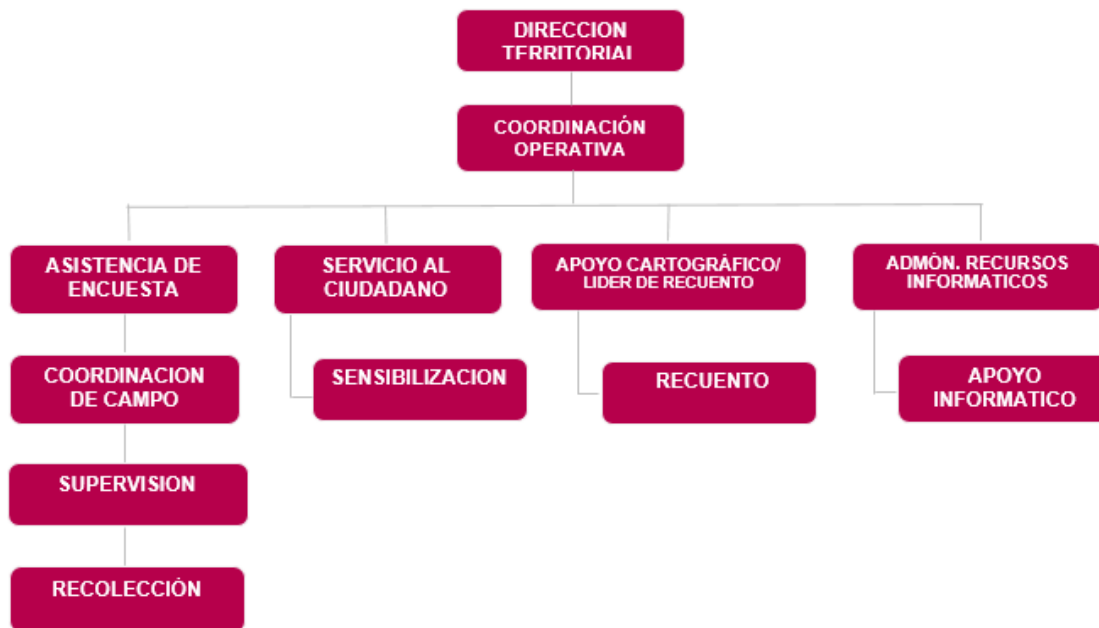 DIRECCION
TERRITORIAL
COORDINACIÓN
OPERATIVA
ASISTENCIA DE
ENCUESTA
SERVICIO AL
CIUDADANO
APOYO CARTOGRÁFICO/
LIDER DE RECUENTO
ADMÓN. RECURSOS
INFORMATICOS
COORDINACION
DE CAMPO
SENSIBILIZACION
RECUENTO
APOYO
INFORMATICO
SUPERVISION
RECOLECCIÓN